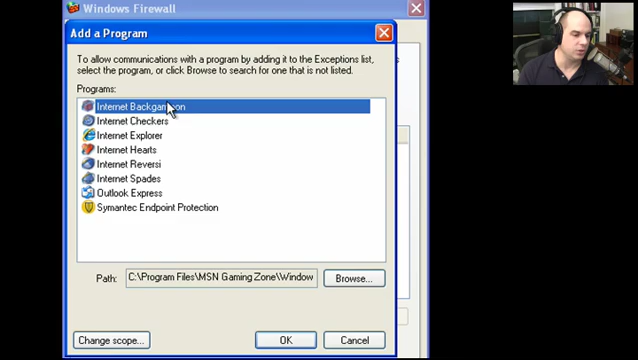 Windows Firewall
Add a Program
To allow communications with a program by adding it to the Exceptions list,
select the program, or click Browse to search for one that is not listed.
Programs:
Internet Backgammon
Internet Checkers
Internet Explorer
Internet Hearts
Internet Reversi
Internet Spades
Outlook Express
Symantec Endpoint Protection
Path: C:\Program Files\MSN Gaming Zone\Window Browse...
Change scope... OK Cancel